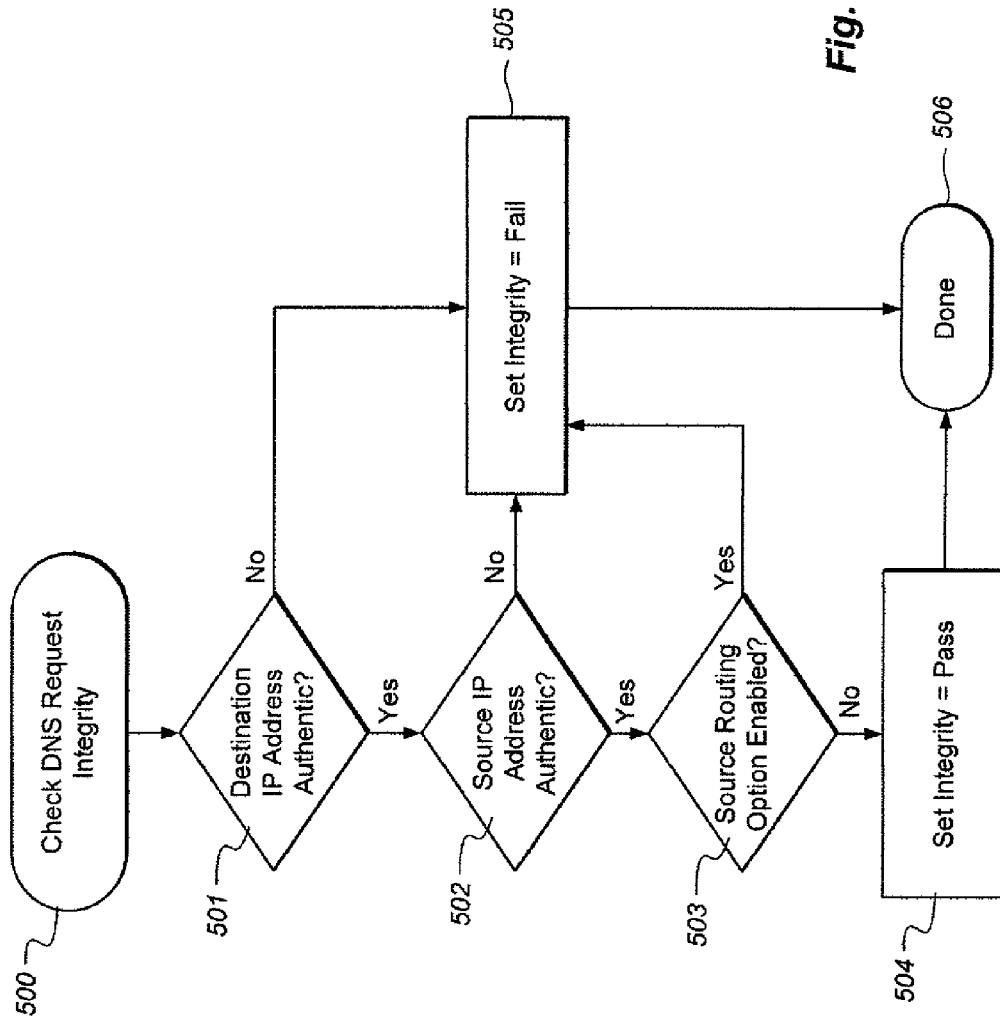 500
Check DNS Request
Integrity
501
Destination
IP Address
Authentic?
No
Yes
502
Source IP
Address
Authentic?
No
Yes
503
Source Routing
Option Enabled?
Yes
No
504
Set Integrity = Pass
505
Set Integrity = Fail
506
Done
Fig.